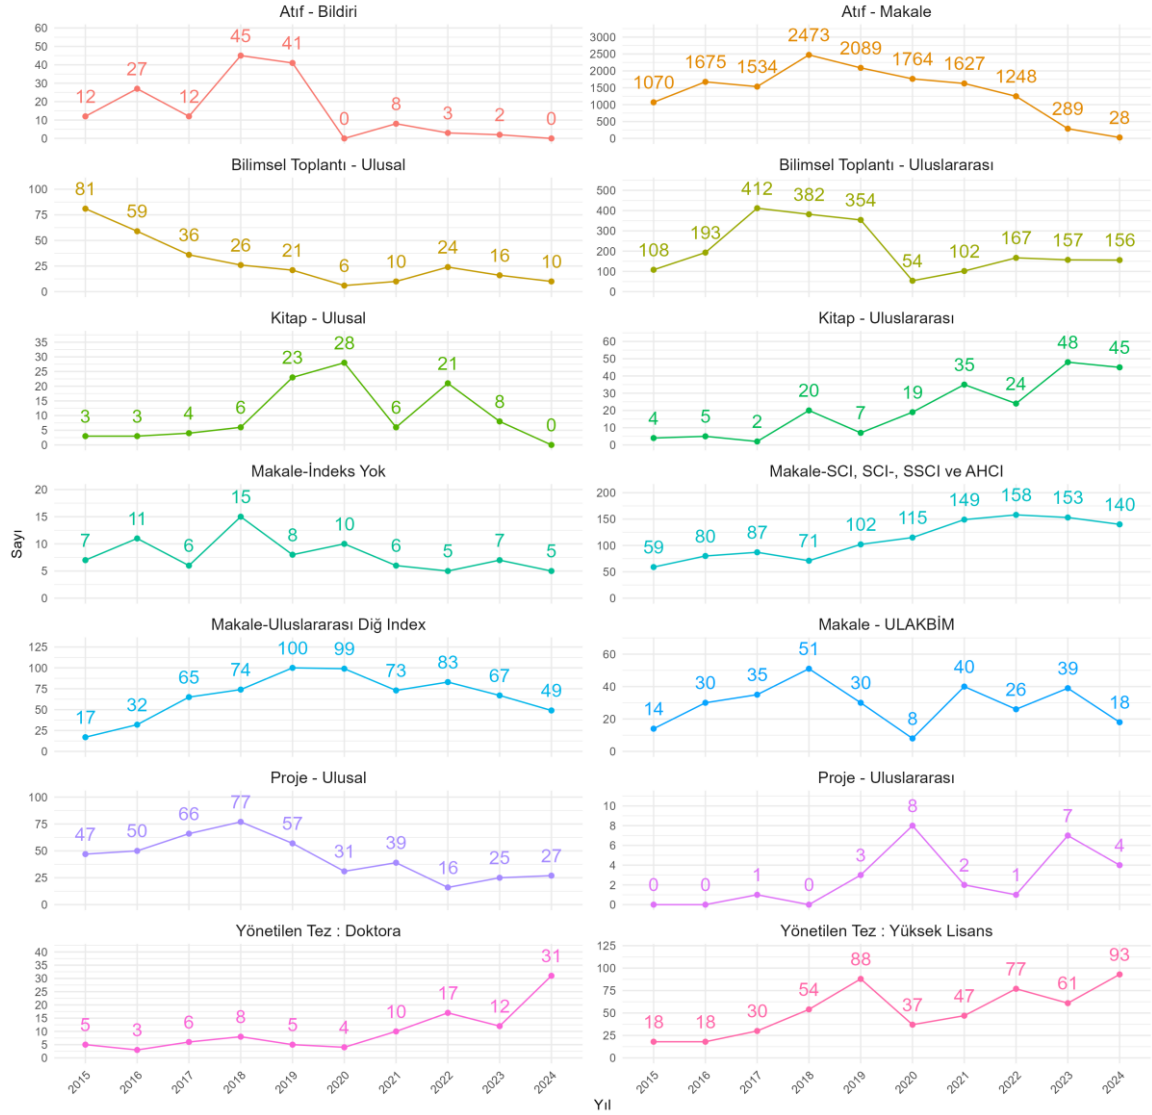 Atıf - Bildiri
60
50
40
30
20
10
0
12 27 12 45 41 0 8 3 2 0
Atıf - Makale
3000
2500
2000
1500
1000
500
0
1070 1675 1534 2473 2089 1764 1627 1248 289 28
Bilimsel Toplantı - Ulusal
100
75
50
25
0
81 59 36 26 21 6 10 24 16 10
Bilimsel Toplantı - Uluslararası
500
400
300
200
100
0
108 193 412 382 354 54 102 167 157 156
Kitap - Ulusal
35
30
25
20
15
10
5
0
3 3 4 6 23 28 6 21 8 0
Kitap - Uluslararası
60
50
40
30
20
10
0
4 5 2 20 7 19 35 24 48 45
Sayı
Makale-İndeks Yok
20
15
10
5
0
7 11 6 15 8 10 6 5 7 5
Makale-SCI, SCI-, SSCI ve AHCI
200
150
100
50
0
59 80 87 71 102 115 149 158 153 140
Makale-Uluslararası Diğ Index
125
100
75
50
25
0
17 32 65 74 100 99 73 83 67 49
Makale - ULAKBİM
60
40
20
0
14 30 35 51 30 8 40 26 39 18
Proje - Ulusal
100
75
50
25
0
47 50 66 77 57 31 39 16 25 27
Proje - Uluslararası
10
8
6
4
2
0
0 0 1 0 3 8 2 1 7 4
Yönetilen Tez : Doktora
40
35
30
25
20
15
10
5
0
5 3 6 8 5 4 10 17 12 31
2015 2016 2017 2018 2019 2020 2021 2022 2023 2024
Yönetilen Tez : Yüksek Lisans
125
100
75
50
25
0
18 18 30 54 88 37 47 77 61 93
2015 2016 2017 2018 2019 2020 2021 2022 2023 2024
Yıl